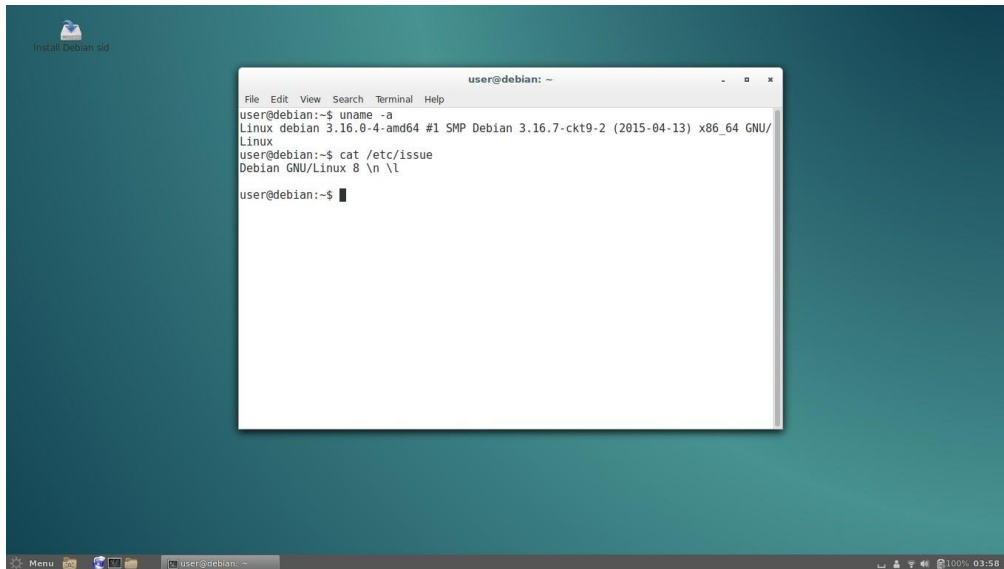 Install Debian sid
user@debian: ~
File Edit View Search Terminal Help
user@debian:~$ uname -a
Linux debian 3.16.0-4-amd64 #1 SMP Debian 3.16.7-ckt9-2 (2015-04-13) x86_64 GNU/
Linux
user@debian:~$ cat /etc/issue
Debian GNU/Linux 8 \n \l
user@debian:~$
Menu
user@debian: ~
100% 03:58